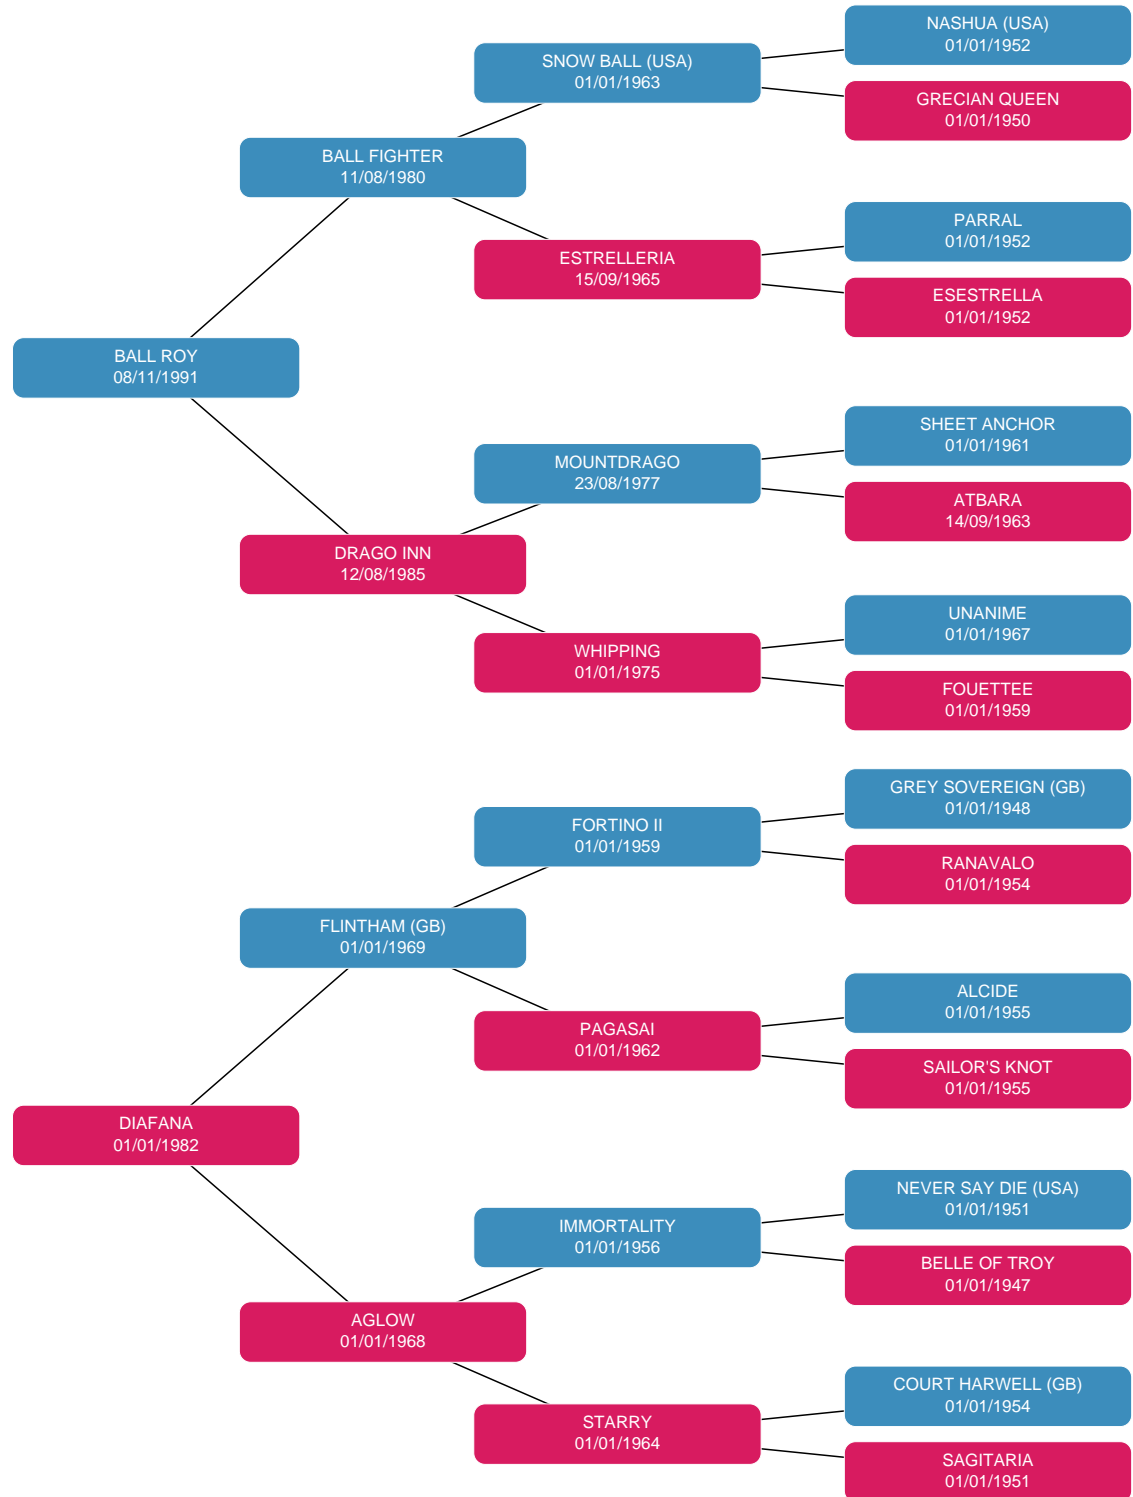 NASHUA (USA)
01/01/1952
SNOW BALL (USA)
01/01/1963
GRECIAN QUEEN
01/01/1950
BALL FIGHTER
11/08/1980
PARRAL
01/01/1952
ESTRELLERIA
15/09/1965
ESESTRELLA
01/01/1952
BALL ROY
08/11/1991
SHEET ANCHOR
01/01/1961
MOUNTDRAGO
23/08/1977
ATBARA
14/09/1963
DRAGO INN
12/08/1985
UNANIME
01/01/1967
WHIPPING
01/01/1975
FOUETTEE
01/01/1959
GREY SOVEREIGN (GB)
01/01/1948
FORTINO II
01/01/1959
RANAVALO
01/01/1954
FLINTHAM (GB)
01/01/1969
ALCIDE
01/01/1955
PAGASAI
01/01/1962
SAILOR'S KNOT
01/01/1955
DIAFANA
01/01/1982
NEVER SAY DIE (USA)
01/01/1951
IMMORTALITY
01/01/1956
BELLE OF TROY
01/01/1947
AGLOW
01/01/1968
COURT HARWELL (GB)
01/01/1954
STARRY
01/01/1964
SAGITARIA
01/01/1951